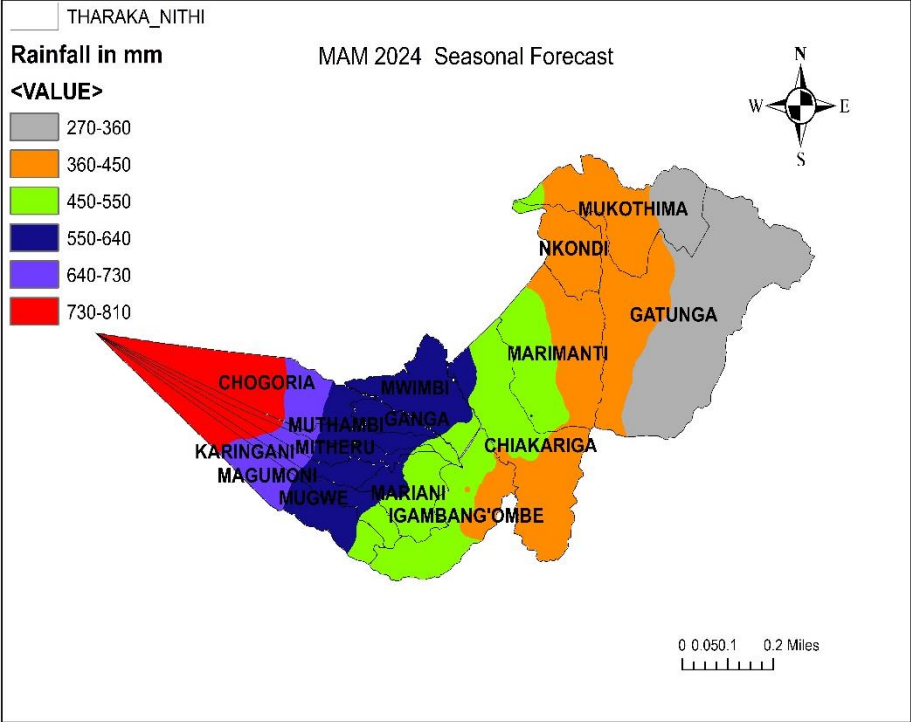 THARAKA_NITHI
Rainfall in mm
<VALUE>
270-360
360-450
450-550
550-640
640-730
730-810
MAM 2024 Seasonal Forecast
N
W E
S
MUKOTHIMA
NKONDI
GATUNGA
MARIMANTI
CHOGORIA
MWIMBI
GANGA
MUTHAMBI
MITHERU
CHIAKARIGA
KARINGANI
MAGUMONI
MUGWE
MARIANI
IGAMBANG'OMBE
0 0.050.1 0.2 Miles